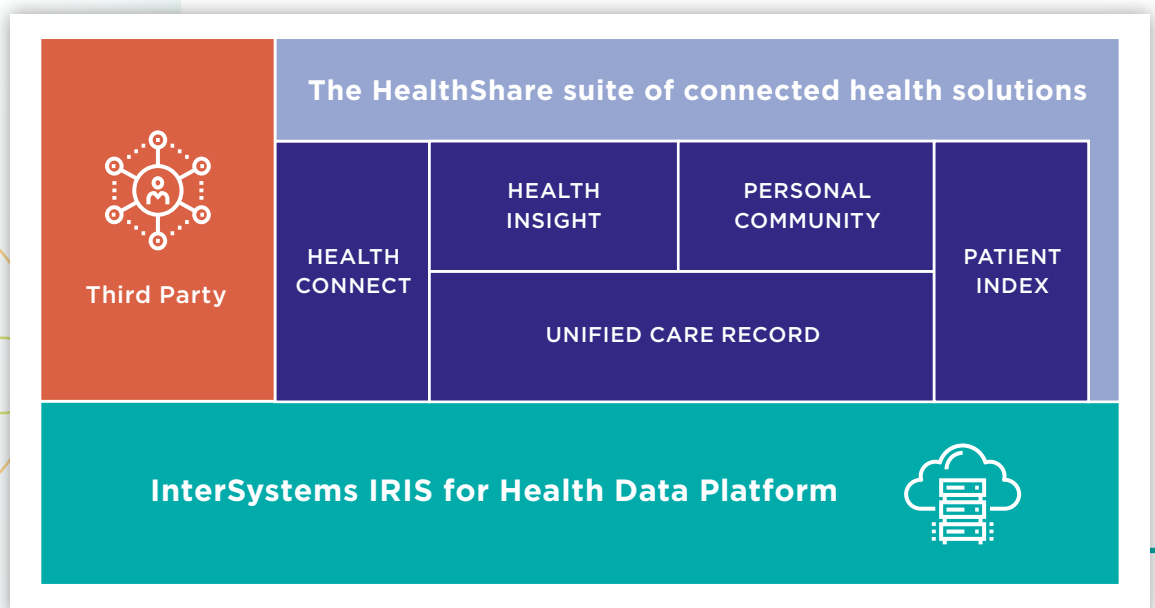 The HealthShare suite of connected health solutions
Third Party
HEALTH
CONNECT
HEALTH
INSIGHT
PERSONAL
COMMUNITY
UNIFIED CARE RECORD
PATIENT
INDEX
InterSystems IRIS for Health Data Platform